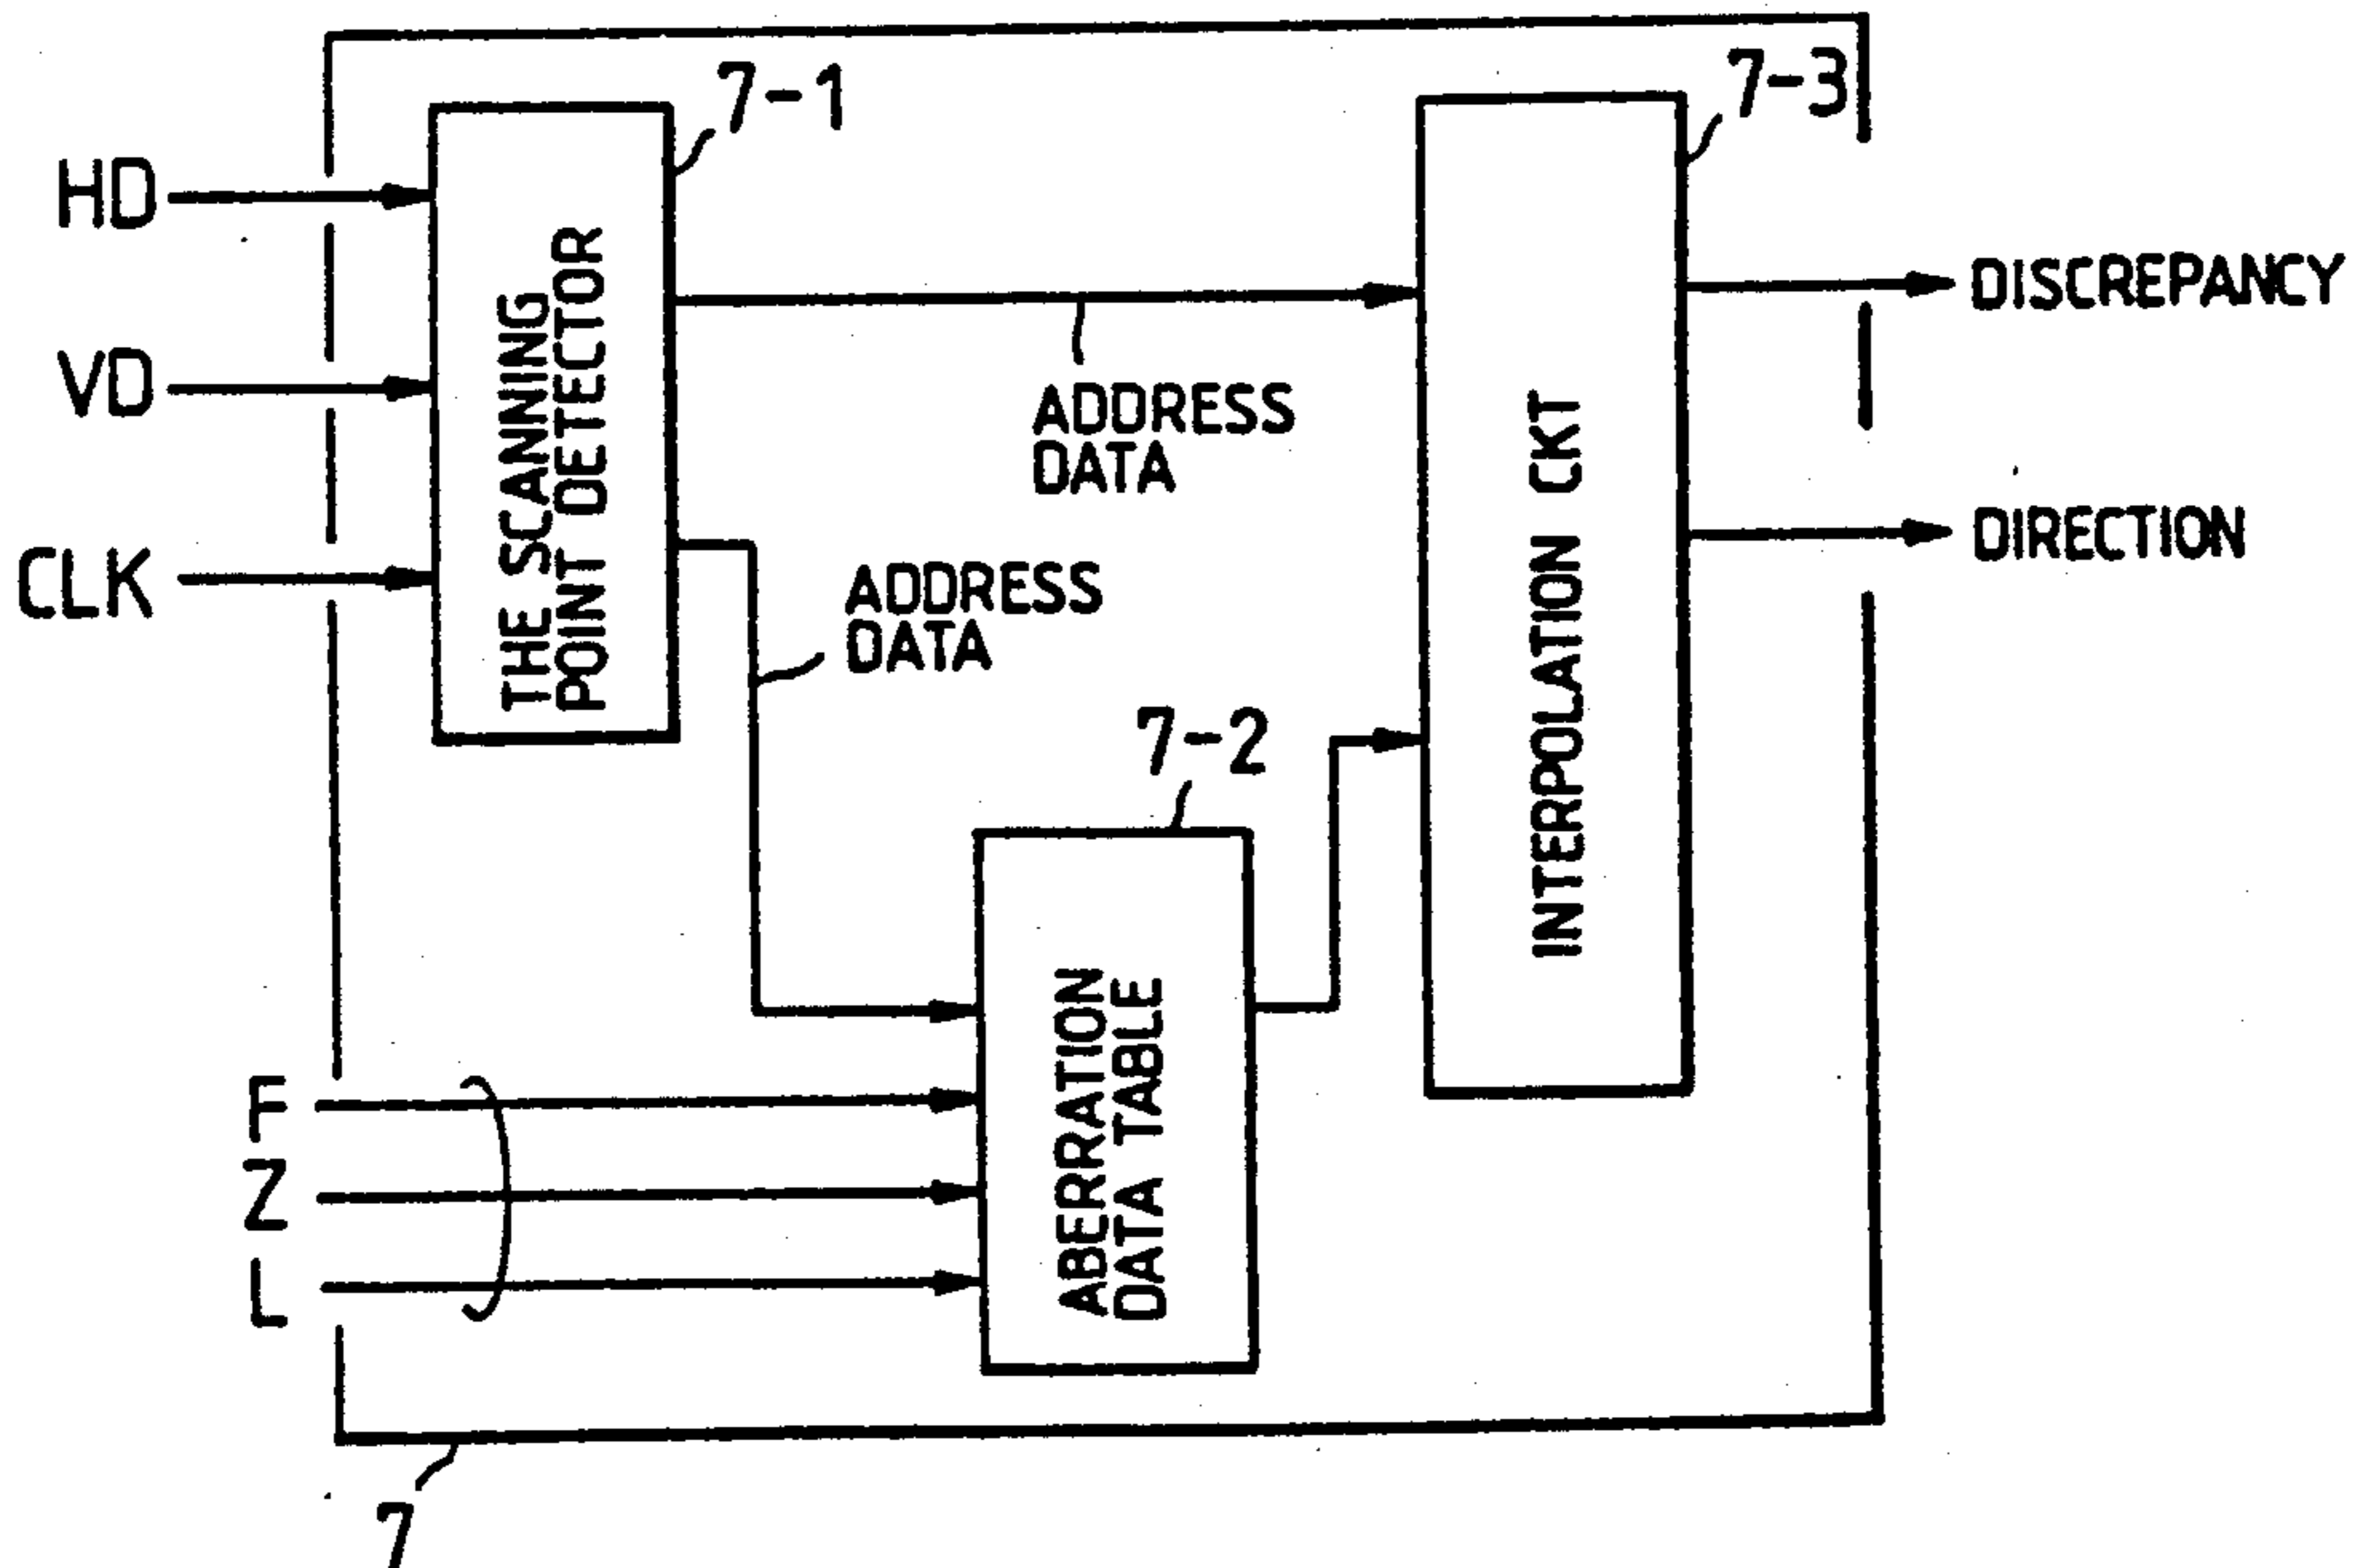 7-1
7-3
HD
VD
CLK
THE SCANNING
POINT DETECTOR
ADDRESS
DATA
ADDRESS
DATA
INTERPOLATION CKT
DISCREPANCY
DIRECTION
7-2
ABERRATION
DATA TABLE
F
Z
L
7